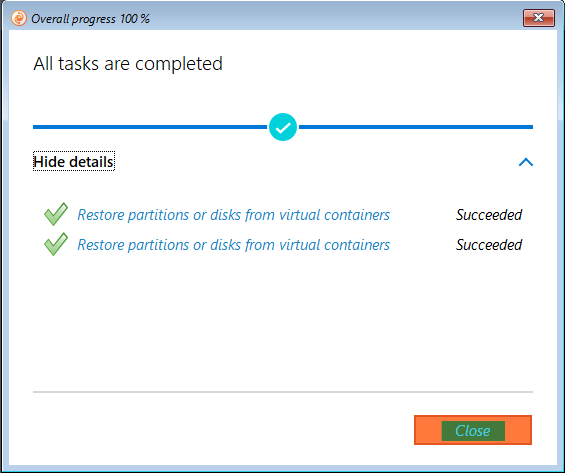 Overall progress 100 %
All tasks are completed
Hide details
Restore partitions or disks from virtual containers Succeeded
Restore partitions or disks from virtual containers Succeeded
Close